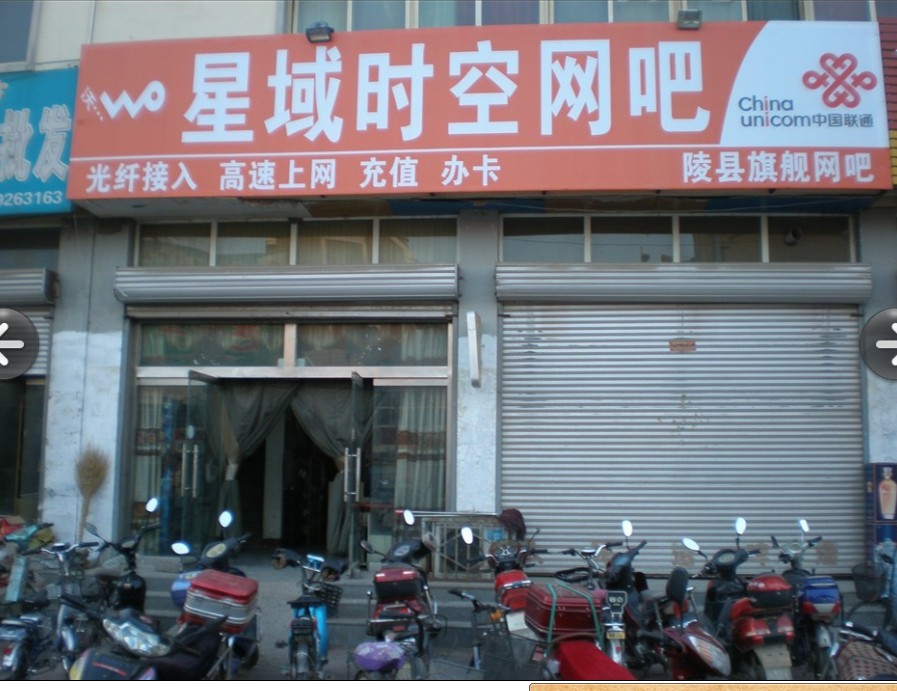 批发
9263163
沃 wo
星域时空网吧
China
unicom中国联通
光纤接入 高速上网 充值 办卡
陵县旗舰网吧